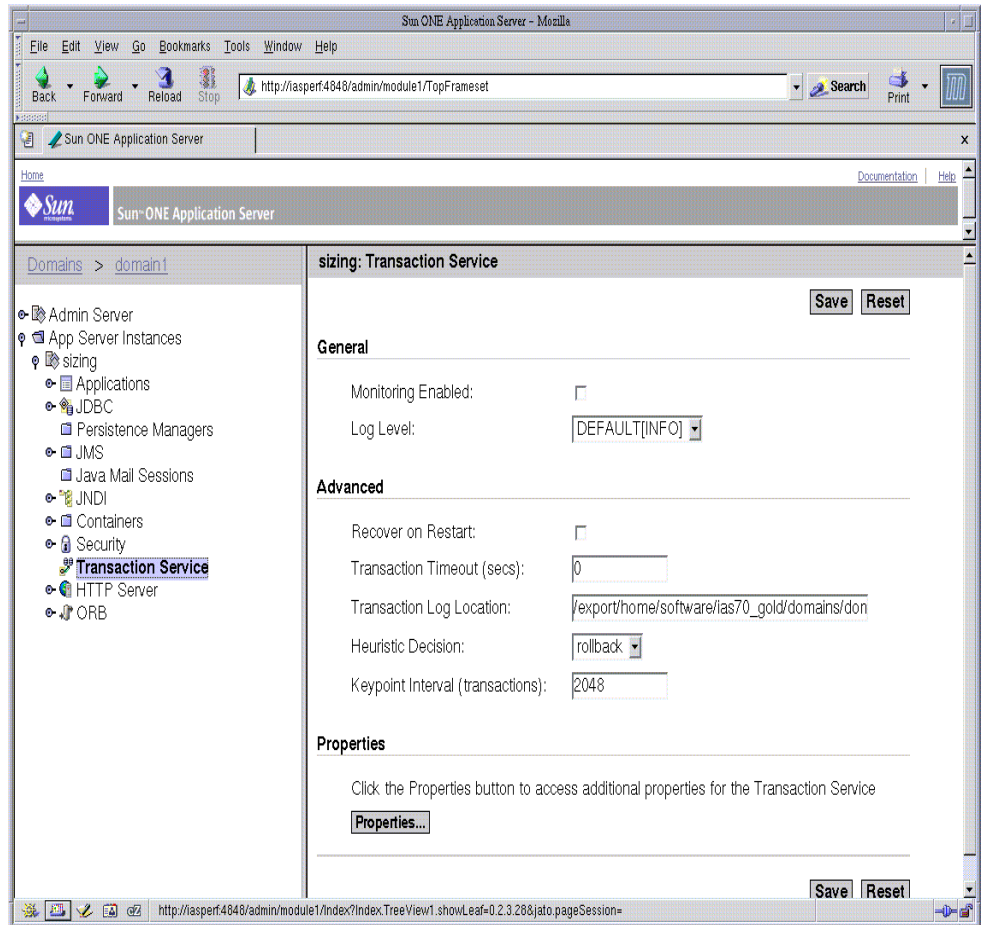 Sun ONE Application Server - Mozilla
File Edit View Go Bookmarks Tools Window Help
Back Forward Reload Stop http://iasperf:4848/admin/module1/TopFrameset Search Print
Sun ONE Application Server X
Home Documentation Help
Sun microsystems Sun ONE Application Server
Domains > domain1
Admin Server
App Server Instances
sizing
Applications
JDBC
Persistence Managers
JMS
Java Mail Sessions
JNDI
Containers
Security
Transaction Service
HTTP Server
ORB
sizing: Transaction Service
Save Reset
General
Monitoring Enabled:
Log Level: DEFAULT[INFO]
Advanced
Recover on Restart:
Transaction Timeout (secs): 0
Transaction Log Location: /export/home/software/ias70_gold/domains/don
Heuristic Decision: rollback
Keypoint Interval (transactions): 2048
Properties
Click the Properties button to access additional properties for the Transaction Service
Properties...
Save Reset
http://iasperf:4848/admin/module1/Index?Index.TreeView1.showLeaf=0.2.3.28&jato.pageSession=